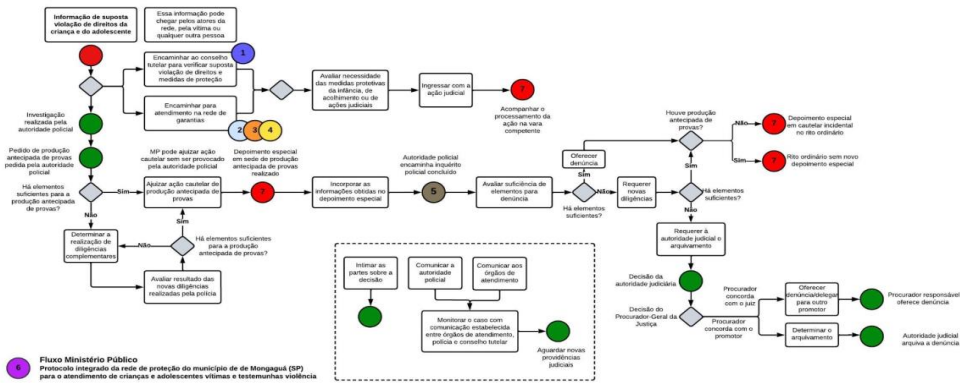 Informação de suposta
violação de direitos da
criança e do adolescente
Essa informação pode
chegar pelos atores da
rede, pela vítima ou
qualquer outra pessoa
1
Encaminhar ao conselho
tutelar para verificar suposta
violação de direitos e
medidas de proteção
Encaminhar para
atendimento na rede de
garantias
2
3
4
Avaliar necessidade
das medidas protetivas
da infância, de
acolhimento ou de
ações judiciais
Ingressar com a
ação judicial
7
Acompanhar o
processamento da
ação na vara
competente
Investigação
realizada pela
autoridade policial
Pedido de produção
antecipada de provas
pedida pela autoridade
policial
Há elementos
suficientes para a
produção antecipada
de provas?
Sim
Não
MP pode ajuizar ação
cautelar sem ser provocado
pela autoridade policial
Ajuizar ação cautelar de
produção antecipada de
provas
Depoimento especial
em sede de produção
antecipada de provas
realizado
7
Incorporar as
informações obtidas no
depoimento especial
Autoridade policial
encaminha inquérito
policial concluído
5
Avaliar suficiência de
elementos para
denúncia
Oferecer
denúncia
Sim
Há elementos
suficientes?
Não
Requerer
novas
diligências
Houve produção
antecipada de
provas?
Não
7
Depoimento especial
em cautelar incidental
no rito ordinário
Sim
7
Rito ordinário sem novo
depoimento especial
Sim
Há elementos
suficientes?
Não
Determinar a
realização de
diligências
complementares
Não
Sim
Há elementos suficientes
para a produção
antecipada de provas?
Avaliar resultado das
novas diligências
realizadas pela polícia
Intimar as
partes sobre a
decisão
Comunicar a
autoridade
policial
Comunicar aos
órgãos de
atendimento
Monitorar o caso com
comunicação estabelecida
entre órgãos de atendimento,
polícia e conselho tutelar
Aguardar novas
providências
judiciais
Requerer à
autoridade judicial o
arquivamento
Decisão da
autoridade judiciária
Decisão do
Procurador-Geral da
Justiça
Procurador
concorda
com o juiz
Oferecer
denúncia/delegar
para outro
promotor
Procurador responsável
oferece denúncia
Procurador
concorda com o
promotor
Determinar o
arquivamento
Autoridade judicial
arquiva a denúncia
6
Fluxo Ministério Público
Protocolo integrado da rede de proteção do município de de Mongaguá (SP)
para o atendimento de crianças e adolescentes vítimas e testemunhas violência